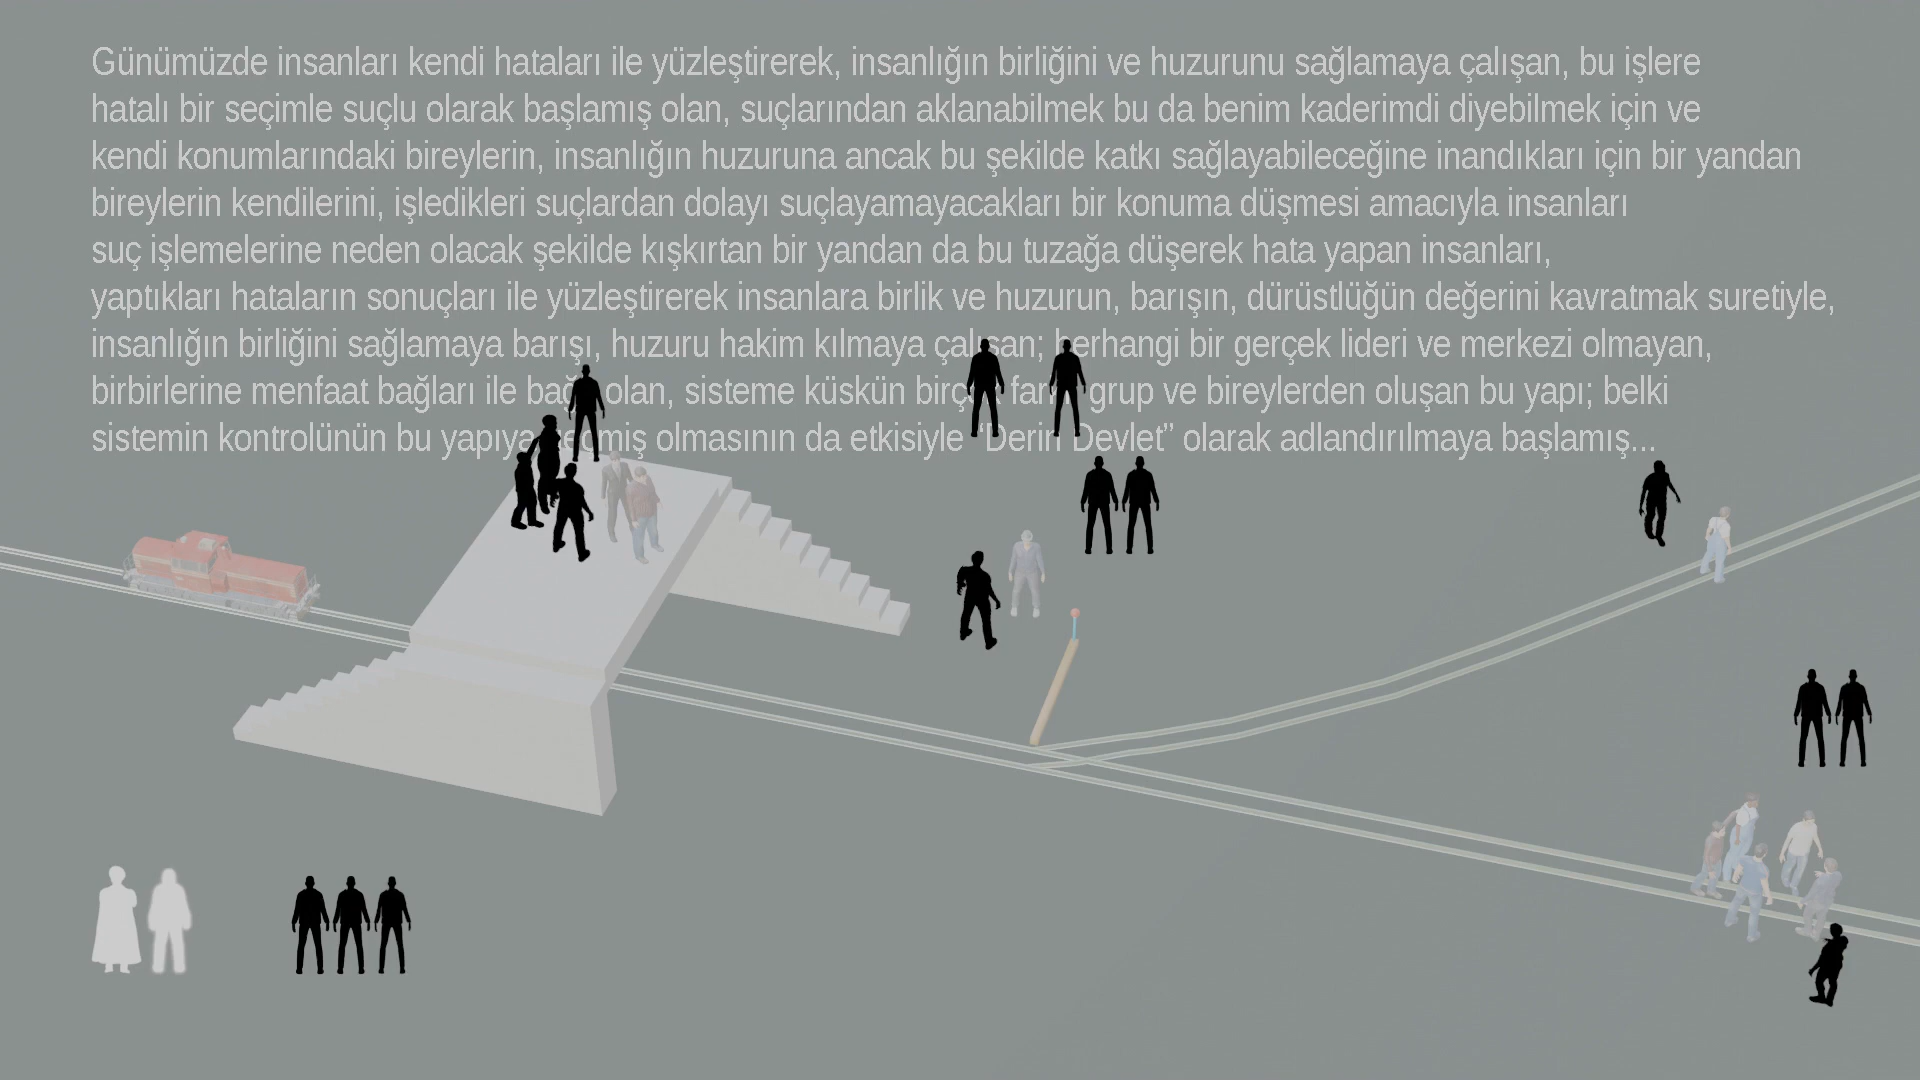 Günümüzde insanları kendi hataları ile yüzleştirerek, insanlığın birliğini ve huzurunu sağlamaya çalışan, bu işlere
hatalı bir seçimle suçlu olarak başlamış olan, suçlarından aklanabilmek bu da benim kaderimdi diyebilmek için ve
kendi konumlarındaki bireylerin, insanlığın huzuruna ancak bu şekilde katkı sağlayabileceğine inandıkları için bir yandan
bireylerin kendilerini, işledikleri suçlardan dolayı suçlayamayacakları bir konuma düşmesi amacıyla insanları
suç işlemelerine neden olacak şekilde kışkırtan bir yandan da bu tuzağa düşerek hata yapan insanları,
yaptıkları hataların sonuçları ile yüzleştirerek insanlara birlik ve huzurun, barışın, dürüstlüğün değerini kavratmak suretiyle,
insanlığın birliğini sağlamaya barışı, huzuru hakim kılmaya çalışan; herhangi bir gerçek lideri ve merkezi olmayan,
birbirlerine menfaat bağları ile olan, sisteme küskün birçok grup ve bireylerden oluşan bu yapı; belki
sistemin kontrolünün bu yapıya olmasının da etkisiyle “Derin Devlet” olarak adlandırılmaya başlamış...